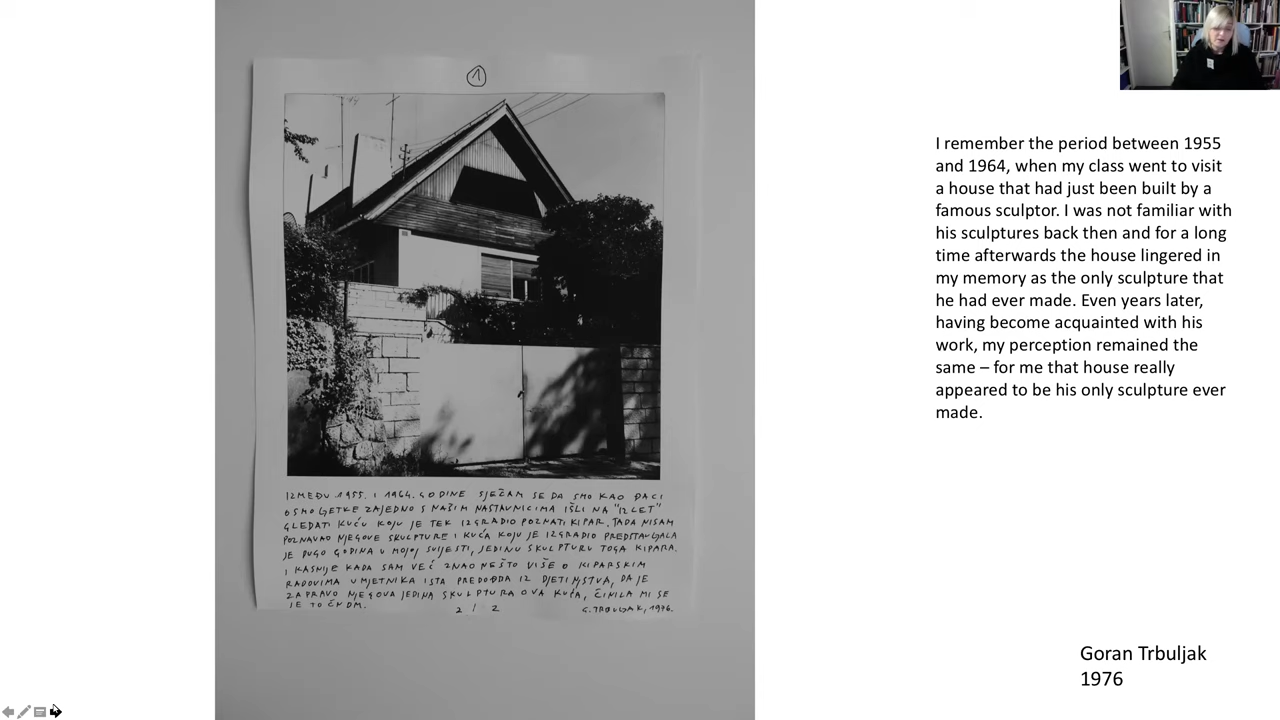 1
IZMEĐU 1955. I 1964. GODINE SJEĆAM SE DA SMO KAO ĐACI
OSMOLJETKE ZAJEDNO S NAŠIM NASTAVNICIMA IŠLI NA "IZLET"
GLEDATI KUĆU KOJU JE TEK IZGRADIO POZNATI KIPAR. TADA NISAM
POZNAVAO NJEGOVE SKULPTURE I KUĆA KOJU JE IZGRADIO PREDSTAVLJALA
JE DUGO GODINA U MOJOJ SVIJESTI, JEDINU SKULPTURU TOGA KIPARA.
I KASNIJE KADA SAM VEĆ ZNAO NEŠTO VIŠE O KIPARSKIM
RADOVIMA UMJETNIKA ISTA PREDODŽBA IZ DJETINJSTVA, DA JE
ZAPRAVO NJEGOVA JEDINA SKULPTURA OVA KUĆA, ČINILA MI SE
JE TOČNOM.
2 / 2 G. TRBULJAK, 1976.
I remember the period between 1955
and 1964, when my class went to visit
a house that had just been built by a
famous sculptor. I was not familiar with
his sculptures back then and for a long
time afterwards the house lingered in
my memory as the only sculpture that
he had ever made. Even years later,
having become acquainted with his
work, my perception remained the
same – for me that house really
appeared to be his only sculpture ever
made.
Goran Trbuljak
1976